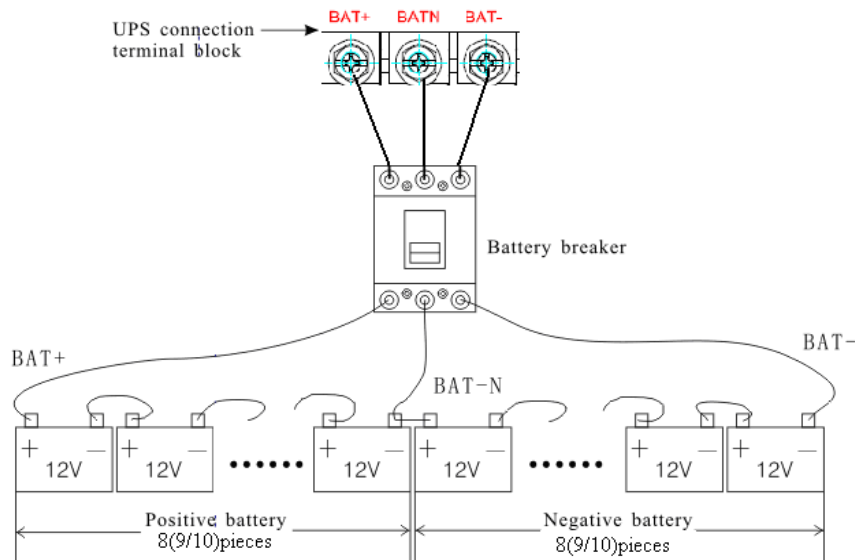 BAT+ BATN BAT-
UPS connection
terminal block
Battery breaker
BAT+
BAT-
BAT-N
+ − + − + − + − + − + −
12V 12V 12V 12V 12V 12V
Positive battery
8(9/10)pieces
Negative battery
8(9/10)pieces